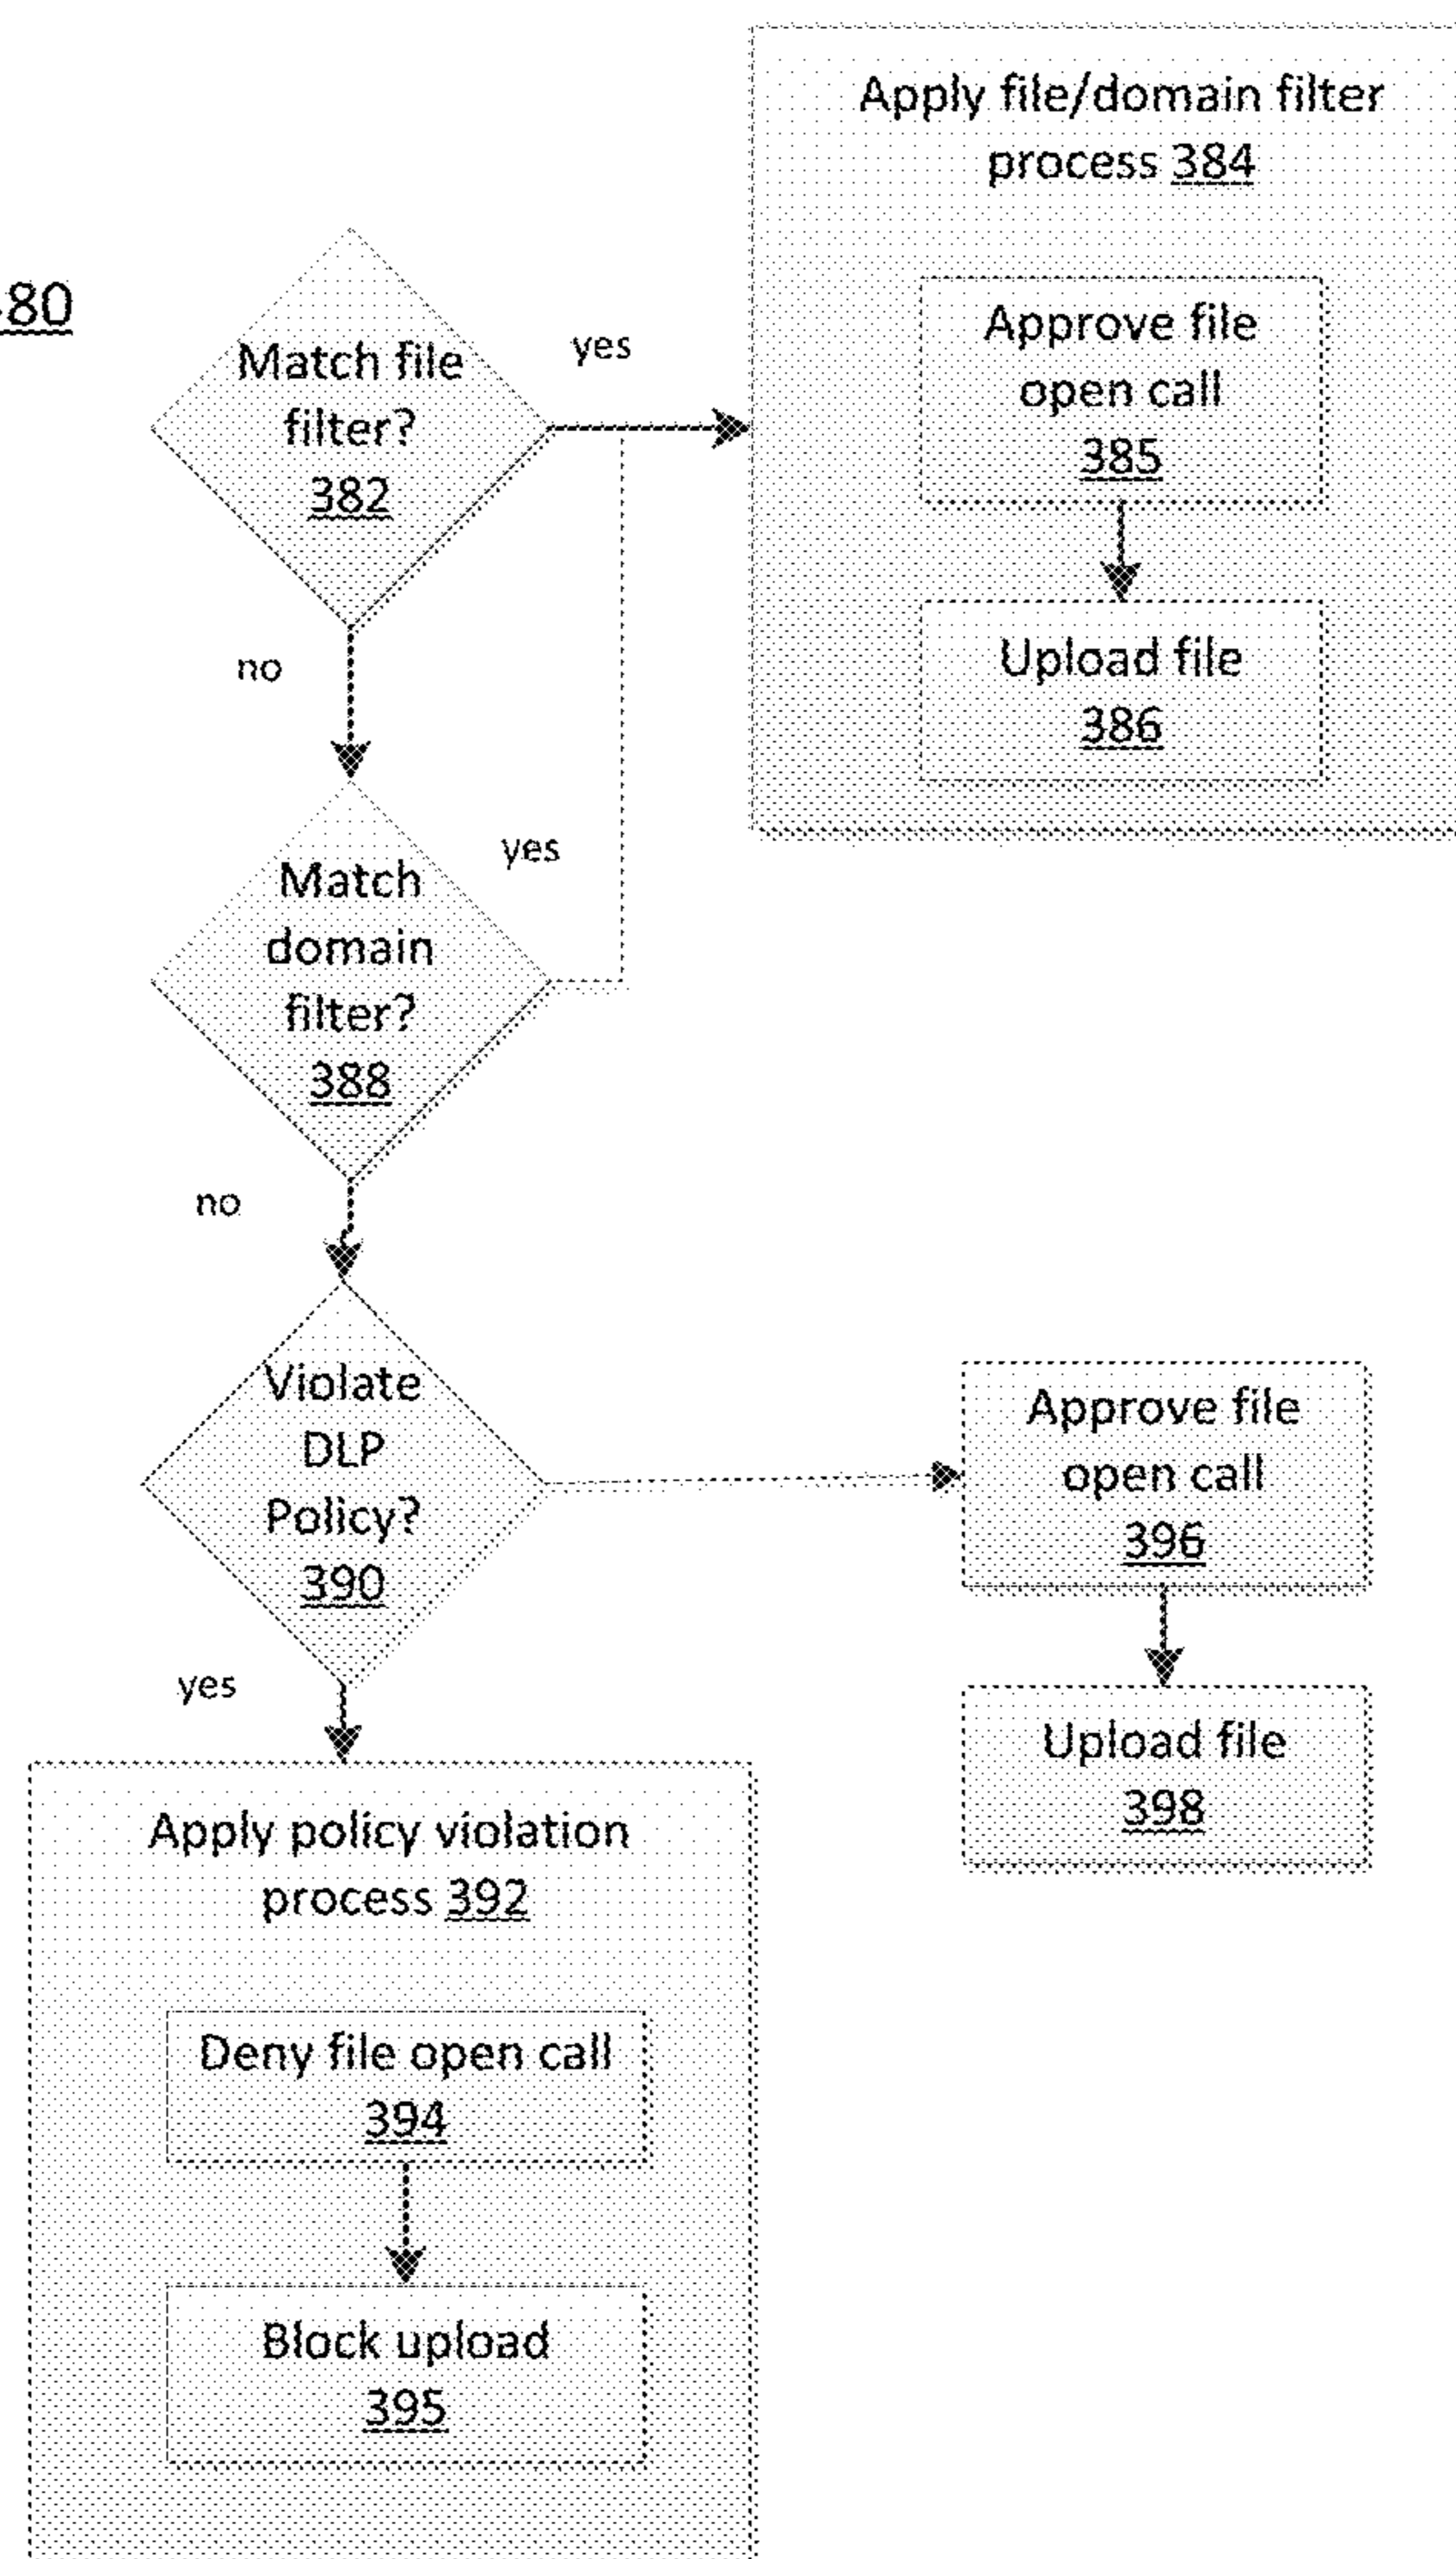 Apply file/domain filter
process 384
80
Match file
filter?
382
yes
Approve file
open call
385
no
Upload file
386
yes
Match
domain
filter?
388
no
Violate
DLP
Policy?
390
Approve file
open call
396
yes
Upload file
398
Apply policy violation
process 392
Deny file open call
394
Block upload
395